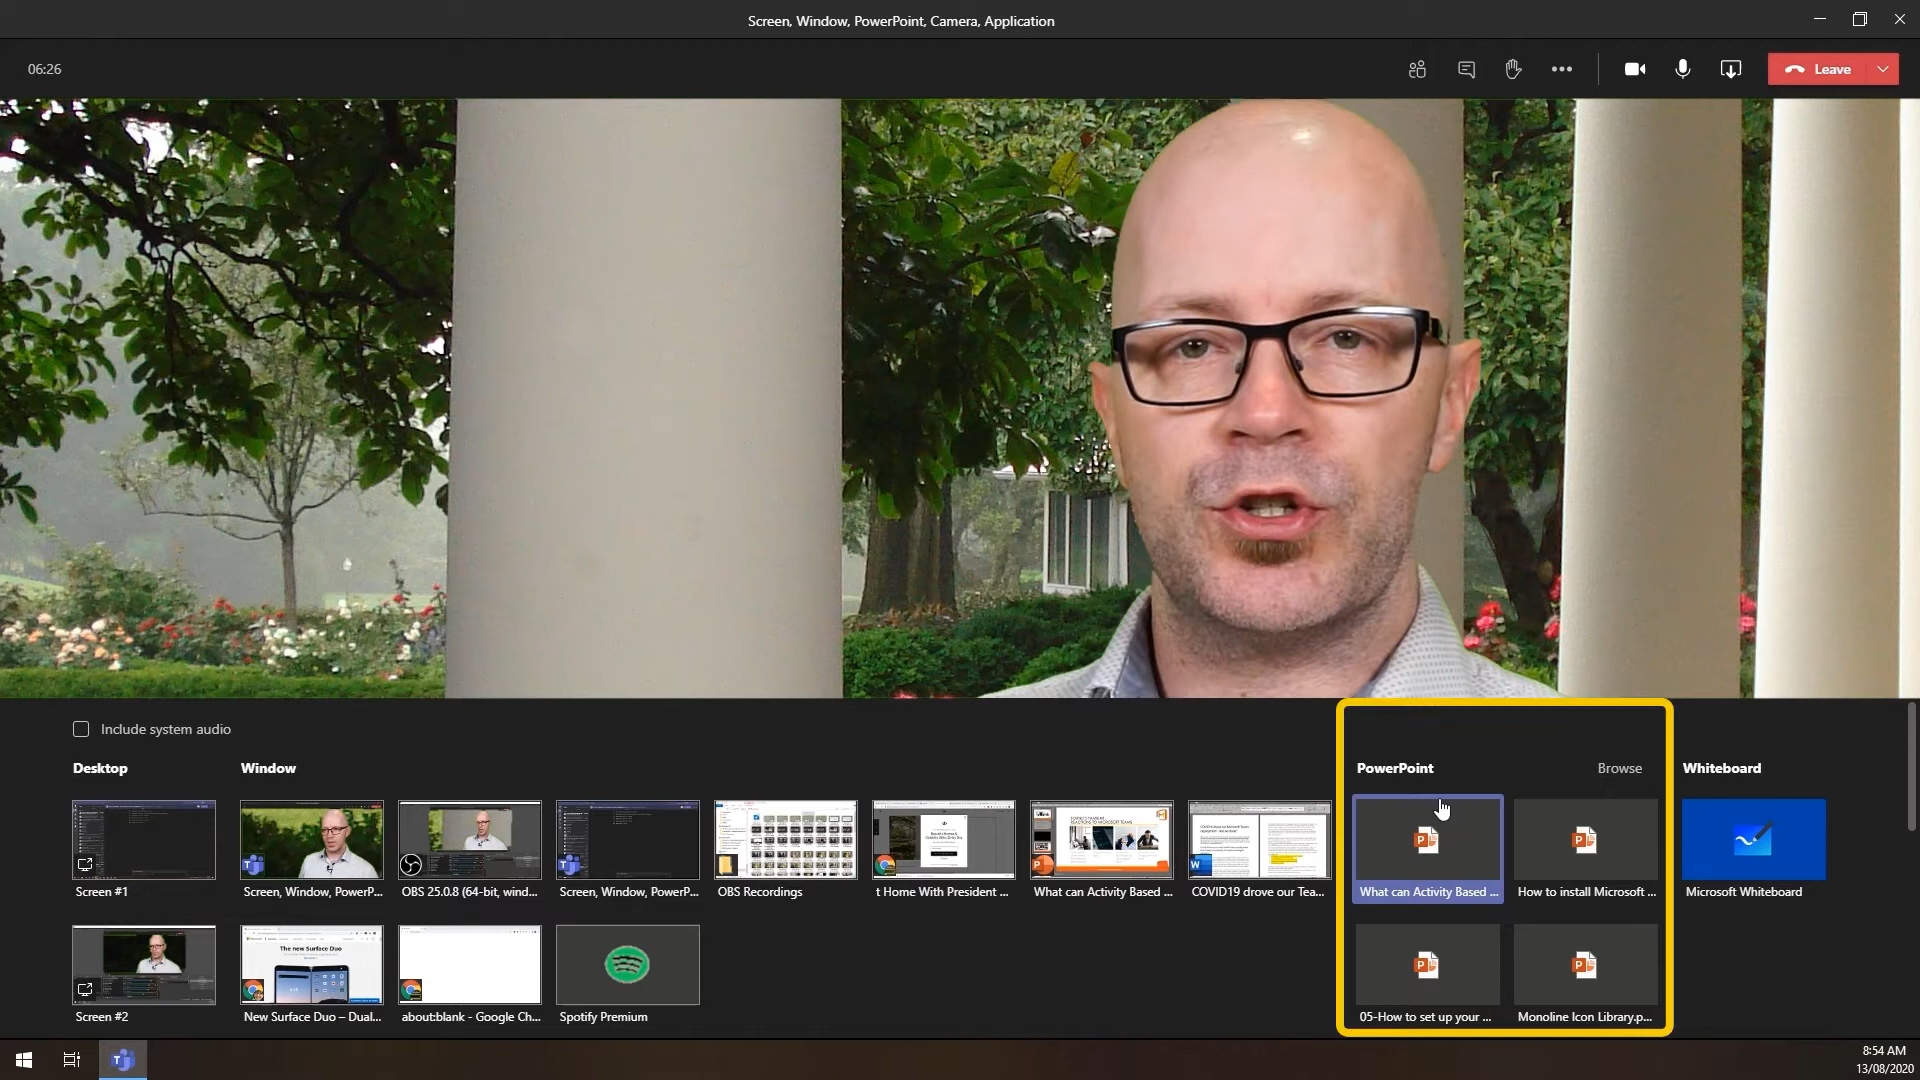 Screen, Window, PowerPoint, Camera, Application
06:26
Leave
Include system audio
Desktop
Window
PowerPoint
Browse
Whiteboard
Screen #1
Screen, Window, PowerP...
OBS 25.0.8 (64-bit, wind...
Screen, Window, PowerP...
OBS Recordings
t Home With President ...
What can Activity Based ...
COVID19 drove our Tea...
What can Activity Based ...
How to install Microsoft ...
Microsoft Whiteboard
The new Surface Duo
Screen #2
New Surface Duo – Dual...
about:blank - Google Ch...
Spotify Premium
05-How to set up your ...
Monoline Icon Library.p...
8:54 AM
13/08/2020